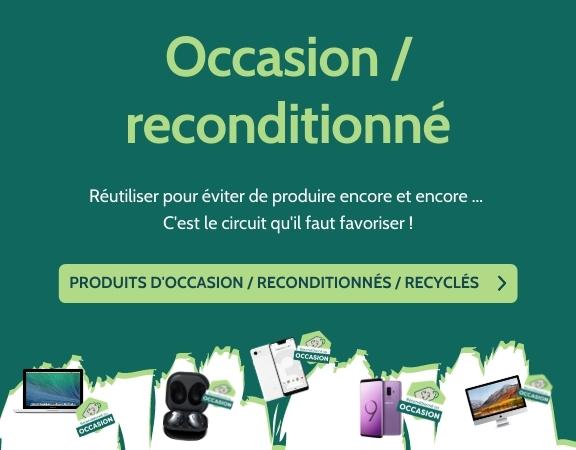 Occasion /
reconditionné
Réutiliser pour éviter de produire encore et encore ...
C'est le circuit qu'il faut favoriser !
PRODUITS D'OCCASION / RECONDITIONNÉS / RECYCLÉS
OCCASION
OCCASION
OCCASION
OCCASION
OCCASION
9